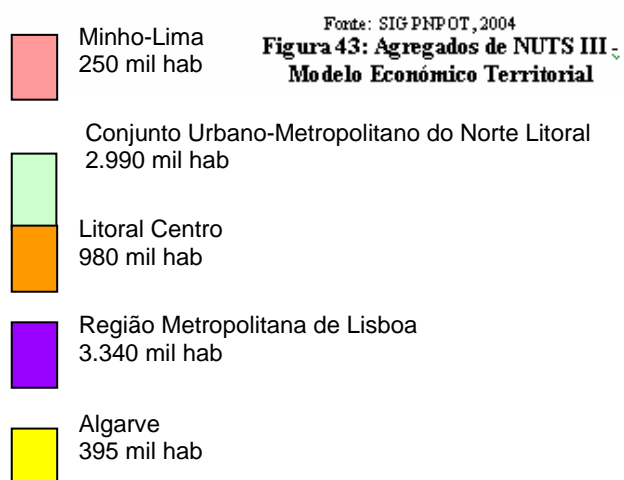 Fonte: SIG PNPOT, 2004
Figura 43: Agregados de NUTS III -
Modelo Económico Territorial
Minho-Lima
250 mil hab
Conjunto Urbano-Metropolitano do Norte Litoral
2.990 mil hab
Litoral Centro
980 mil hab
Região Metropolitana de Lisboa
3.340 mil hab
Algarve
395 mil hab